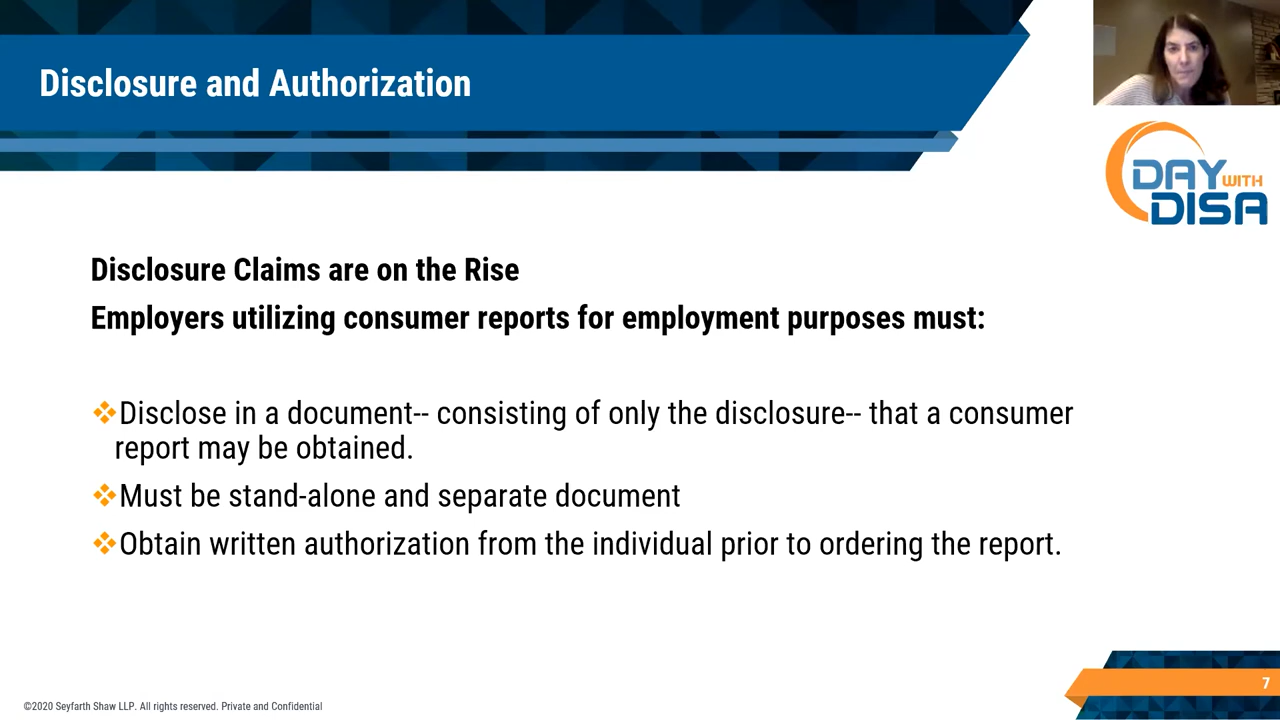 Disclosure and Authorization
DAY WITH
DISA
Disclosure Claims are on the Rise
Employers utilizing consumer reports for employment purposes must:
❖Disclose in a document-- consisting of only the disclosure-- that a consumer
report may be obtained.
❖Must be stand-alone and separate document
❖Obtain written authorization from the individual prior to ordering the report.
7
©2020 Seyfarth Shaw LLP. All rights reserved. Private and Confidential